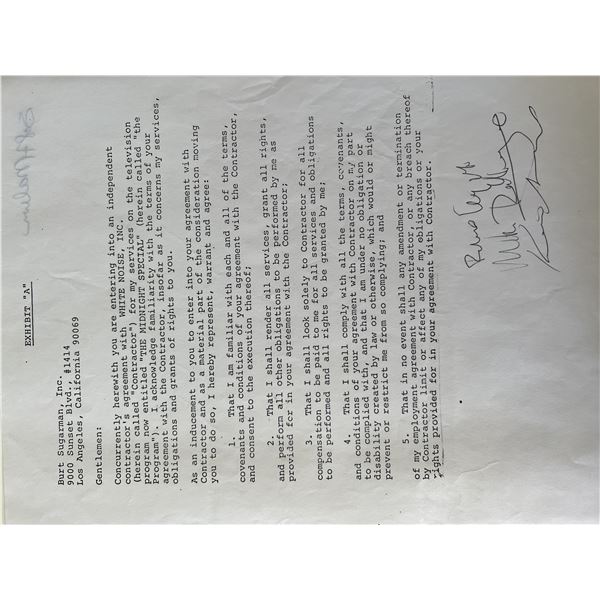 EXHIBIT "A"
Burt Sugarman, Inc.
9000 Sunset Blvd., #1414
Los Angeles, California 90069
Gentlemen:
Concurrently herewith you are entering into an independent
contractor's agreement with WHITE NOISE, INC.
(herein called "Contractor") for my services on the television
program now entitled "THE MIDNIGHT SPECIAL" (herein called "the
Program"). I acknowledge familiarity with the terms of your
agreement with the Contractor, insofar as it concerns my services,
obligations and grants of rights to you.
As an inducement to you to enter into your agreement with
Contractor and as a material part of the consideration moving
you to do so, I hereby represent, warrant and agree:
1. That I am familiar with each and all of the terms,
covenants and conditions of your agreement with the Contractor,
and consent to the execution thereof;
2. That I shall render all services, grant all rights,
and perform all other obligations to be performed by me as
provided for in your agreement with the Contractor;
3. That I shall look solely to Contractor for all
compensation to be paid to me for all services and obligations
to be performed and all rights to be granted by me;
4. That I shall comply with all the terms, covenants,
and conditions of your agreement with Contractor on my part
to be complied with, and that I am under no obligation or
disability created by law or otherwise, which would or might
prevent or restrict me from so complying; and
5. That in no event shall any amendment or termination
of my employment agreement with Contractor, or any breach thereof
by Contractor limit or affect any of my obligations or your
rights provided for in your agreement with Contractor.